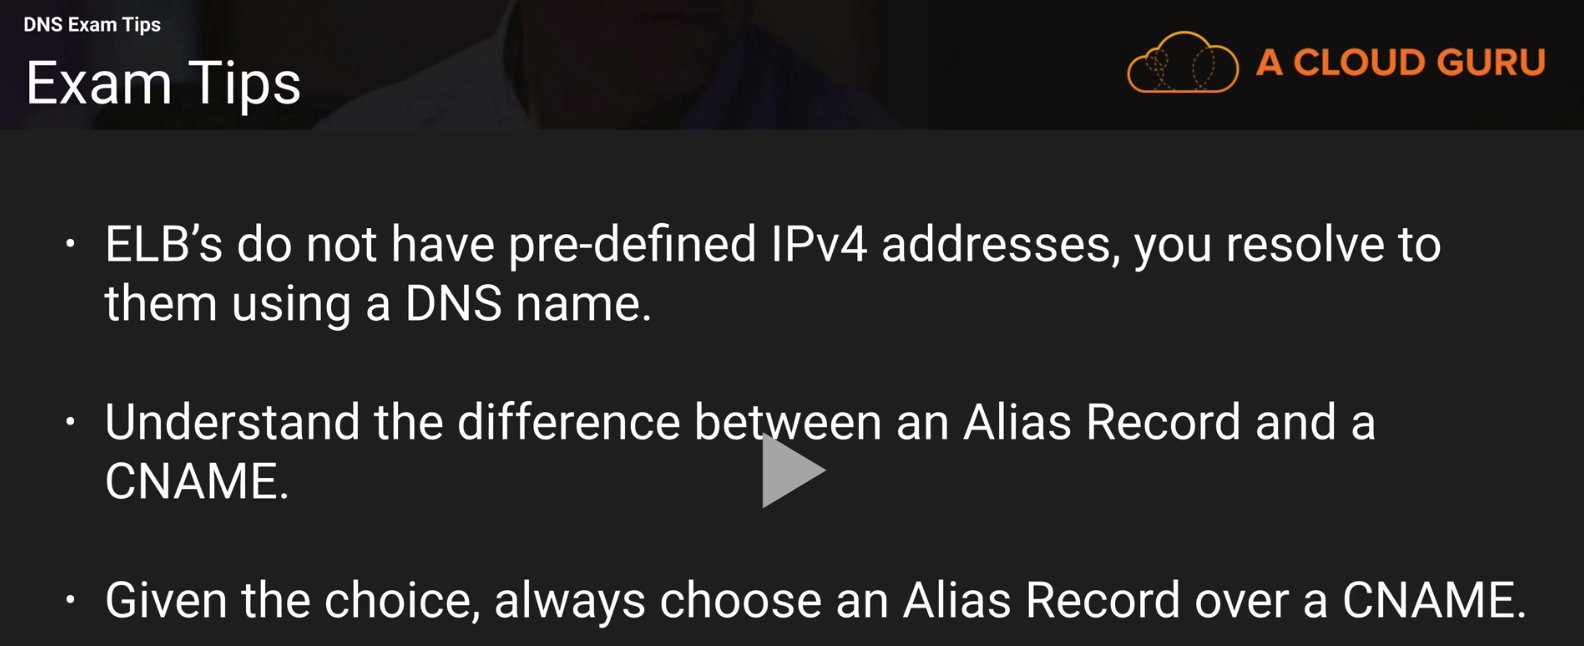 DNS Exam Tips
Exam Tips
A CLOUD GURU
• ELB’s do not have pre-defined IPv4 addresses, you resolve to
them using a DNS name.
• Understand the difference between an Alias Record and a
CNAME.
• Given the choice, always choose an Alias Record over a CNAME.